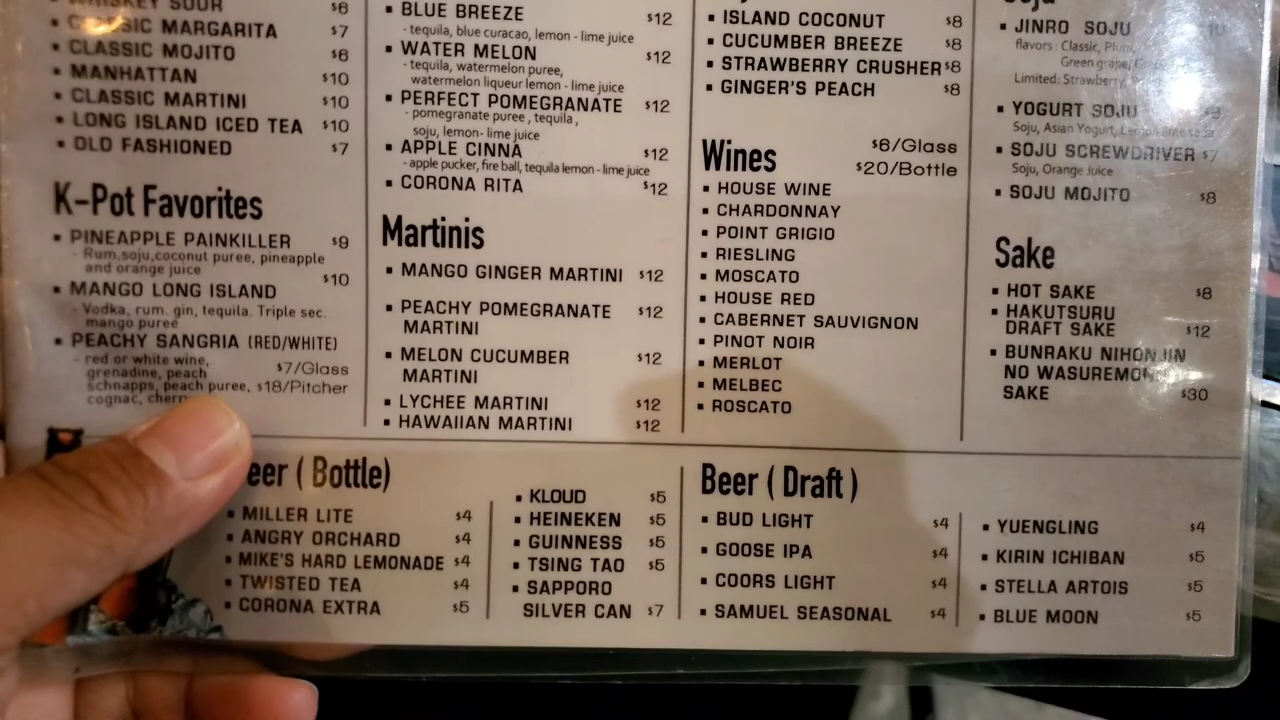 WHISKEY SOUR $6
CLASSIC MARGARITA $7
CLASSIC MOJITO $6
MANHATTAN $10
CLASSIC MARTINI $10
LONG ISLAND ICED TEA $10
OLD FASHIONED $7
K-Pot Favorites
PINEAPPLE PAINKILLER $9
- Rum,soju,coconut puree, pineapple
and orange juice
$10
MANGO LONG ISLAND
- Vodka, rum. gin, tequila. Triple sec.
mango puree
PEACHY SANGRIA (RED/WHITE)
- red or white wine,
grenadine, peach $7/Glass
schnapps, peach puree, $18/Pitcher
cognac,
BLUE BREEZE $12
- tequila, blue curacao, lemon - lime juice
WATER MELON $12
- tequila, watermelon puree,
watermelon liqueur lemon - lime juice
PERFECT POMEGRANATE $12
- pomegranate puree , tequila ,
soju, lemon- lime juice
APPLE CINNA $12
- apple pucker, fire ball, tequila lemon - lime juice
CORONA RITA $12
Martinis
MANGO GINGER MARTINI $12
PEACHY POMEGRANATE $12
MARTINI
MELON CUCUMBER $12
MARTINI
LYCHEE MARTINI $12
HAWAIIAN MARTINI $12
ISLAND COCONUT $8
CUCUMBER BREEZE $8
STRAWBERRY CRUSHER $8
GINGER'S PEACH $8
Wines $6/Glass
$20/Bottle
HOUSE WINE
CHARDONNAY
POINT GRIGIO
RIESLING
MOSCATO
HOUSE RED
CABERNET SAUVIGNON
PINOT NOIR
MERLOT
MELBEC
ROSCATO
Soju
JINRO SOJU
flavors : Classic, Plum,
Green grape,
Limited: Strawberry,
YOGURT SOJU
Soju, Asian Yogurt, Lemon lime soda
SOJU SCREWDRIVER $7
Soju, Orange Juice
SOJU MOJITO $8
Sake
HOT SAKE $8
HAKUTSURU
DRAFT SAKE $12
BUNRAKU NIHONJIN
NO WASUREMONO
SAKE $30
Beer ( Bottle)
MILLER LITE $4
ANGRY ORCHARD $4
MIKE'S HARD LEMONADE $4
TWISTED TEA $4
CORONA EXTRA $5
KLOUD $5
HEINEKEN $5
GUINNESS $5
TSING TAO $5
SAPPORO
SILVER CAN $7
Beer ( Draft )
BUD LIGHT $4
GOOSE IPA $4
COORS LIGHT $4
SAMUEL SEASONAL $4
YUENGLING $4
KIRIN ICHIBAN $5
STELLA ARTOIS $5
BLUE MOON $5